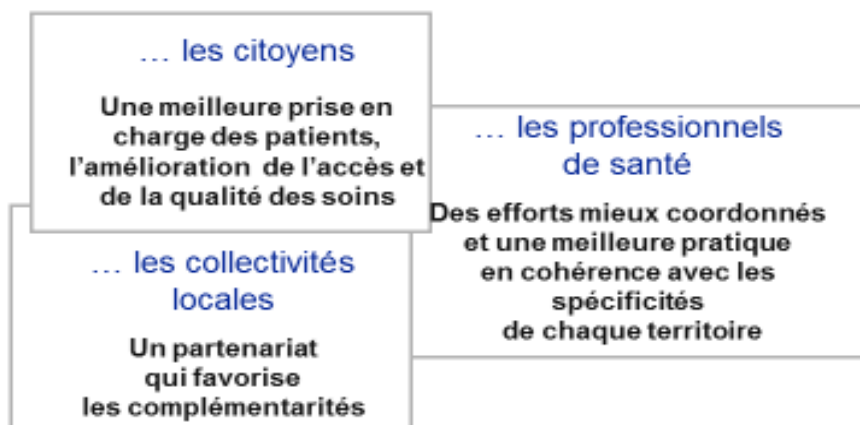 … les citoyens
Une meilleure prise en
charge des patients,
l'amélioration de l'accès et
de la qualité des soins
… les professionnels
de santé
Des efforts mieux coordonnés
et une meilleure pratique
en cohérence avec les
spécificités
de chaque territoire
… les collectivités
locales
Un partenariat
qui favorise
les complémentarités